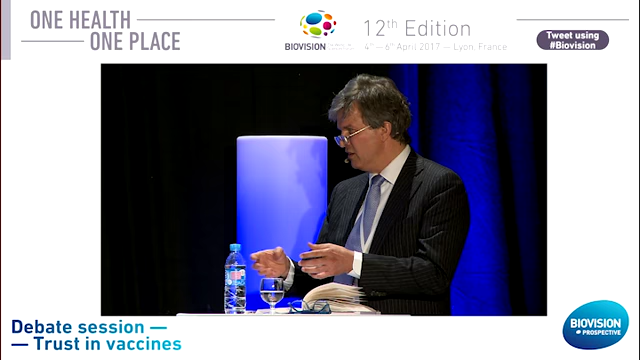 ONE HEALTH
ONE PLACE
BIOVISION
12th Edition
4th – 6th April 2017 – Lyon, France
Tweet using
#Biovision
Debate session —
— Trust in vaccines
BIOVISION
PROSPECTIVE